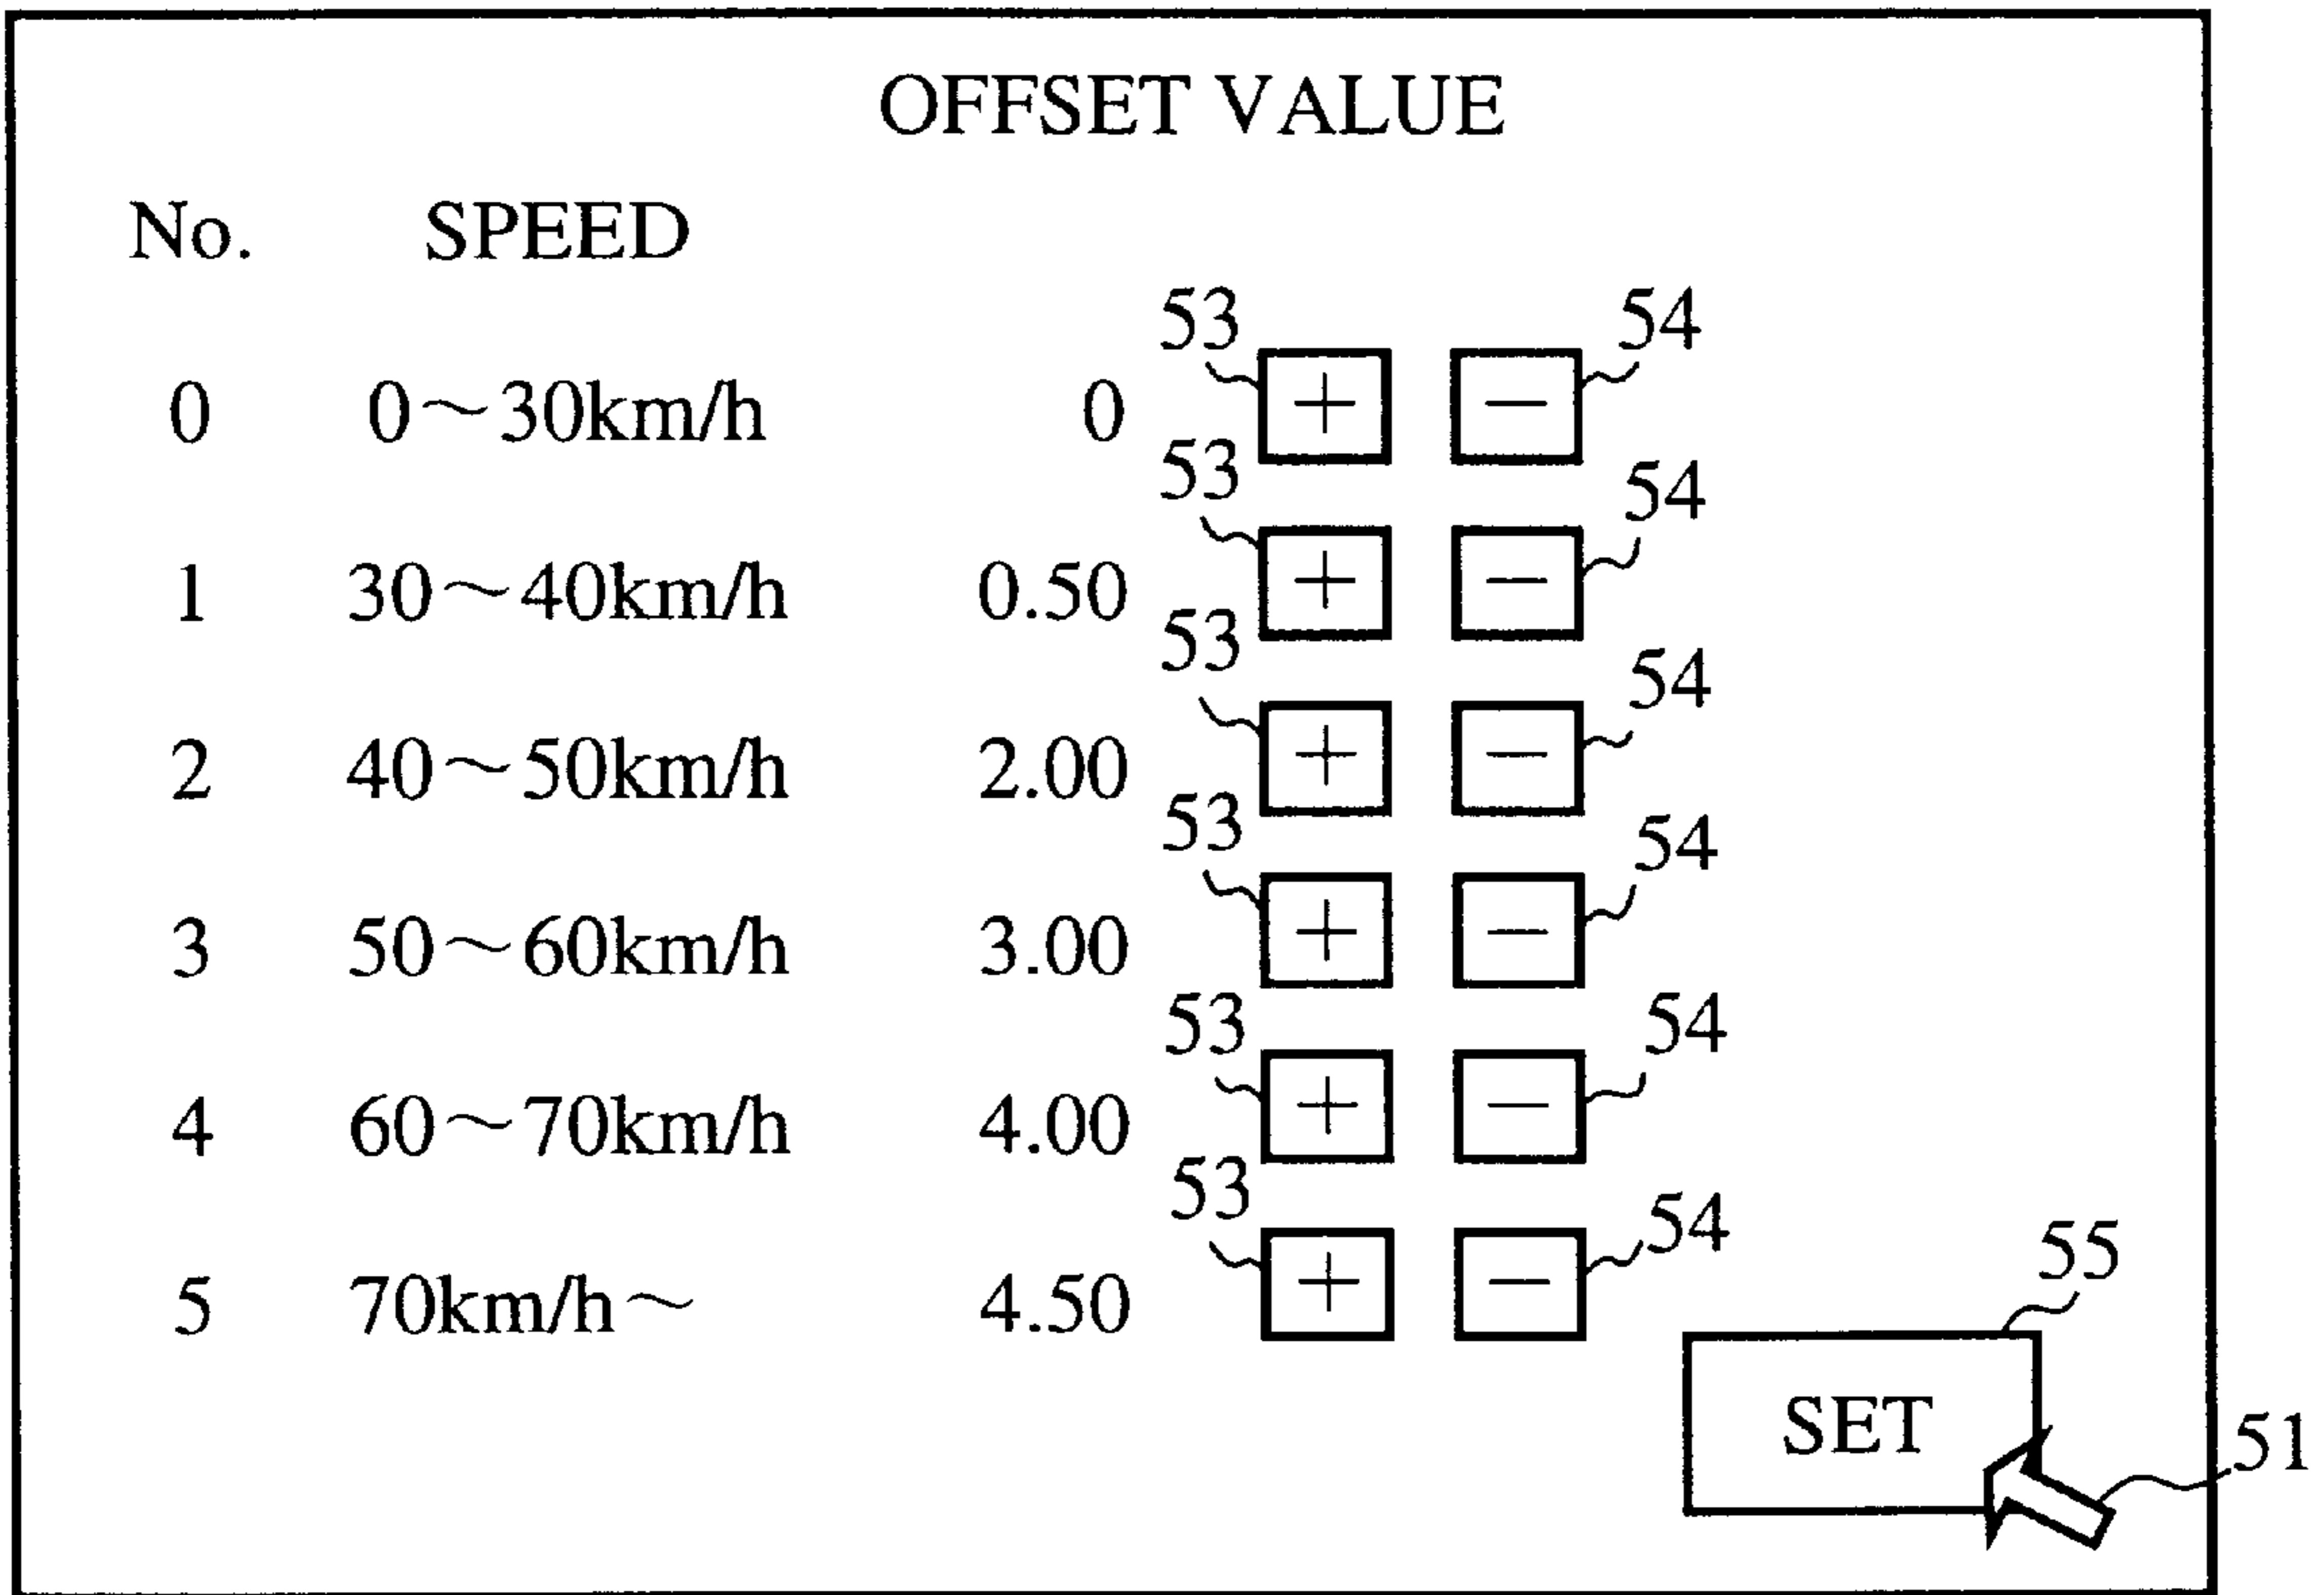 OFFSET VALUE
No. SPEED
53 54
0 0～30km/h 0 + −
53 54
1 30～40km/h 0.50 + −
53 54
2 40～50km/h 2.00 + −
53 54
3 50～60km/h 3.00 + −
53 54
4 60～70km/h 4.00 + −
53 54
5 70km/h～ 4.50 + −
55
SET
51